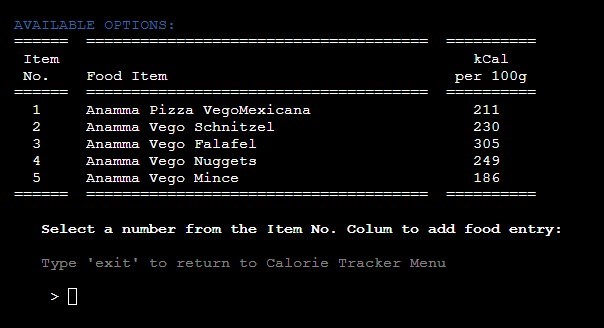 AVAILABLE OPTIONS:
====== ====================================== ==========
Item kCal
No. Food Item per 100g
====== ====================================== ==========
1 Anamma Pizza VegoMexicana 211
2 Anamma Vego Schnitzel 230
3 Anamma Vego Falafel 305
4 Anamma Vego Nuggets 249
5 Anamma Vego Mince 186
====== ====================================== ==========
Select a number from the Item No. Colum to add food entry:
Type 'exit' to return to Calorie Tracker Menu
>